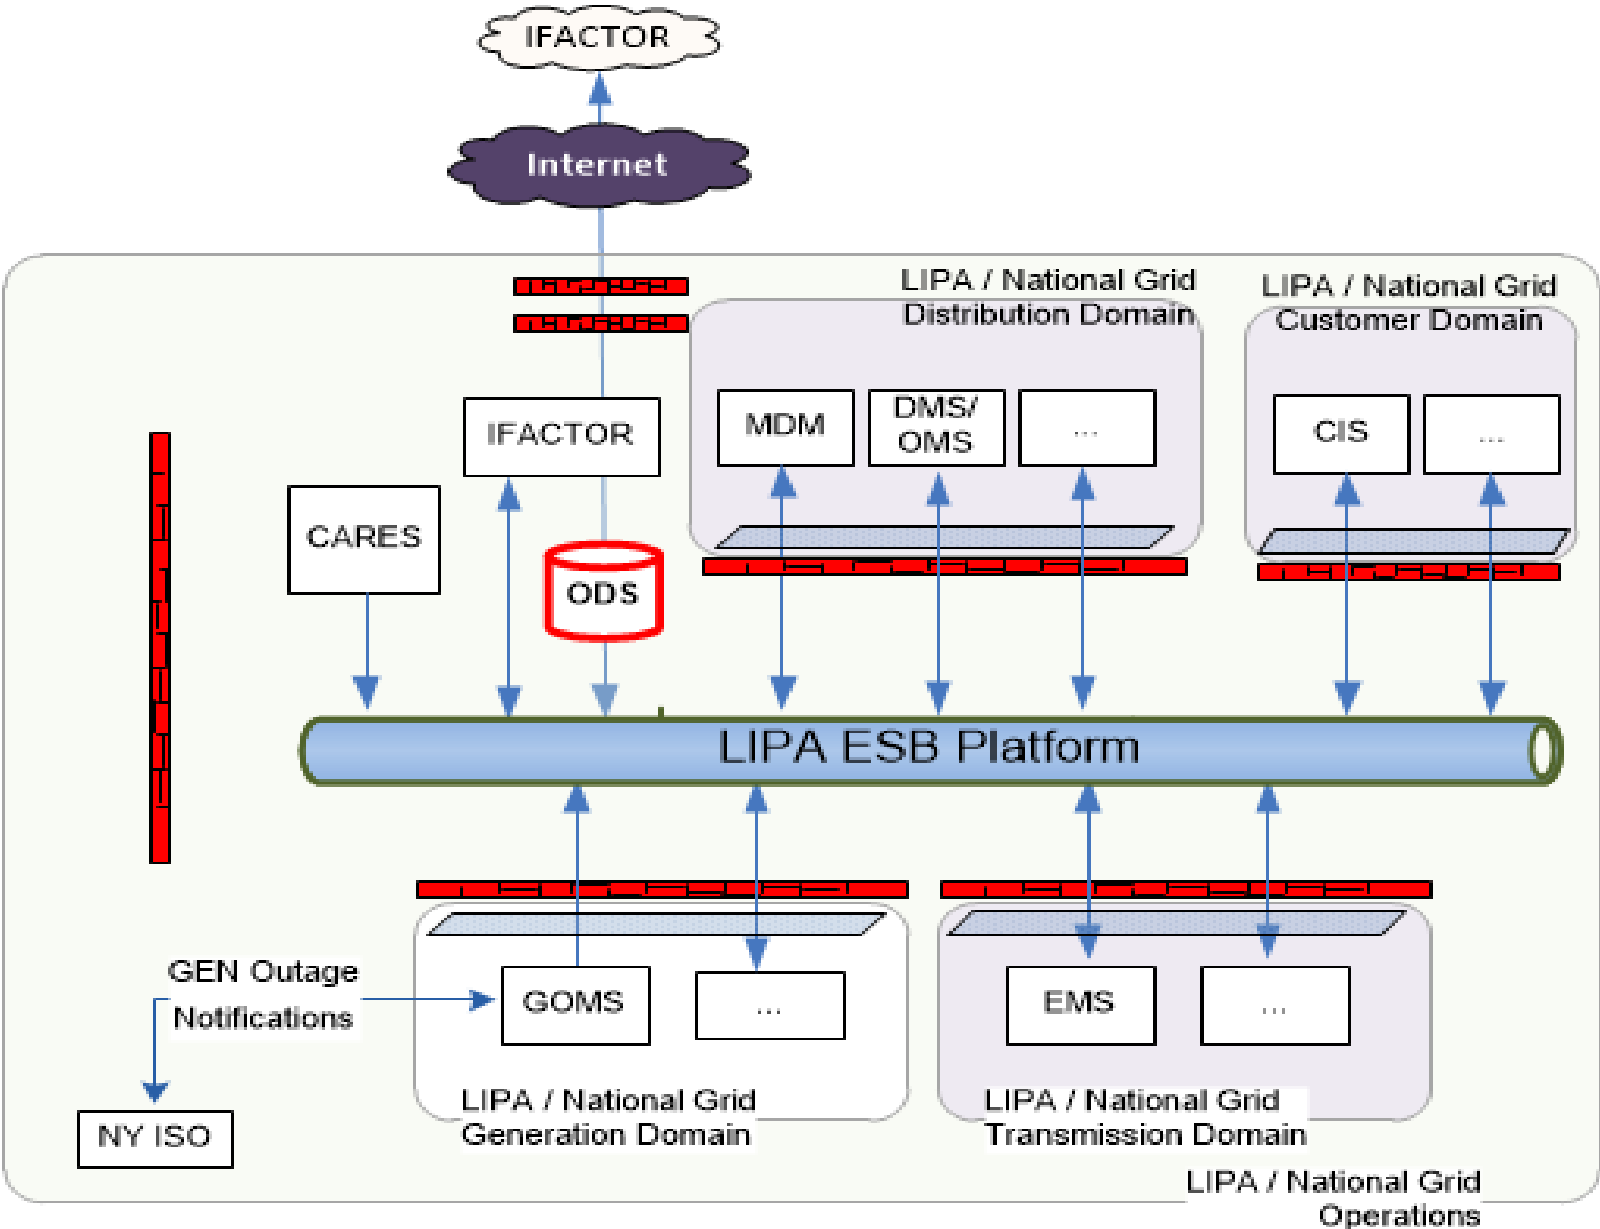 IFACTOR
Internet
LIPA / National Grid
Distribution Domain
LIPA / National Grid
Customer Domain
MDM
DMS/
OMS
...
CIS
...
IFACTOR
CARES
ODS
LIPA ESB Platform
GEN Outage
Notifications
GOMS
...
EMS
...
NY ISO
LIPA / National Grid
Generation Domain
LIPA / National Grid
Transmission Domain
LIPA / National Grid
Operations